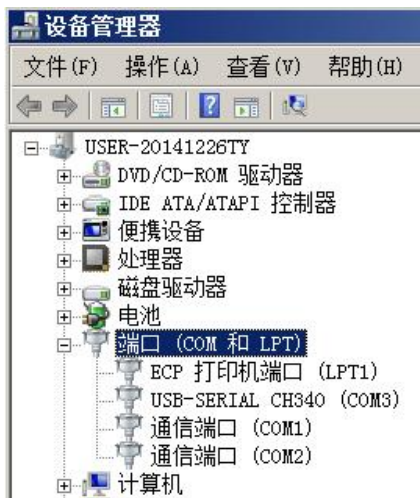 设备管理器
文件(F) 操作(A) 查看(V) 帮助(H)
USER-20141226TY
DVD/CD-ROM 驱动器
IDE ATA/ATAPI 控制器
便携设备
处理器
磁盘驱动器
电池
端口 (COM 和 LPT)
ECP 打印机端口 (LPT1)
USB-SERIAL CH340 (COM3)
通信端口 (COM1)
通信端口 (COM2)
计算机